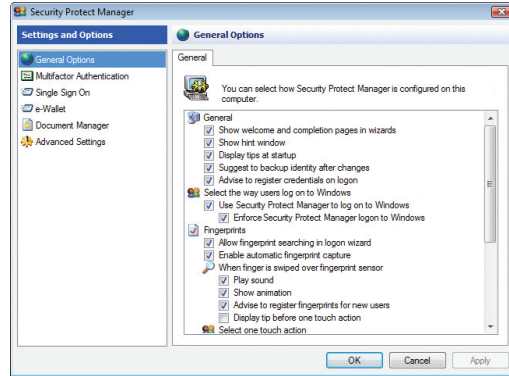 Security Protect Manager
Settings and Options
General Options
Multifactor Authentication
Single Sign On
e-Wallet
Document Manager
Advanced Settings
General Options
General
You can select how Security Protect Manager is configured on this
computer.
General
Show welcome and completion pages in wizards
Show hint window
Display tips at startup
Suggest to backup identity after changes
Advise to register credentials on logon
Select the way users log on to Windows
Use Security Protect Manager to log on to Windows
Enforce Security Protect Manager logon to Windows
Fingerprints
Allow fingerprint searching in logon wizard
Enable automatic fingerprint capture
When finger is swiped over fingerprint sensor
Play sound
Show animation
Advise to register fingerprints for new users
Display tip before one touch action
Select one touch action
OK
Cancel
Apply